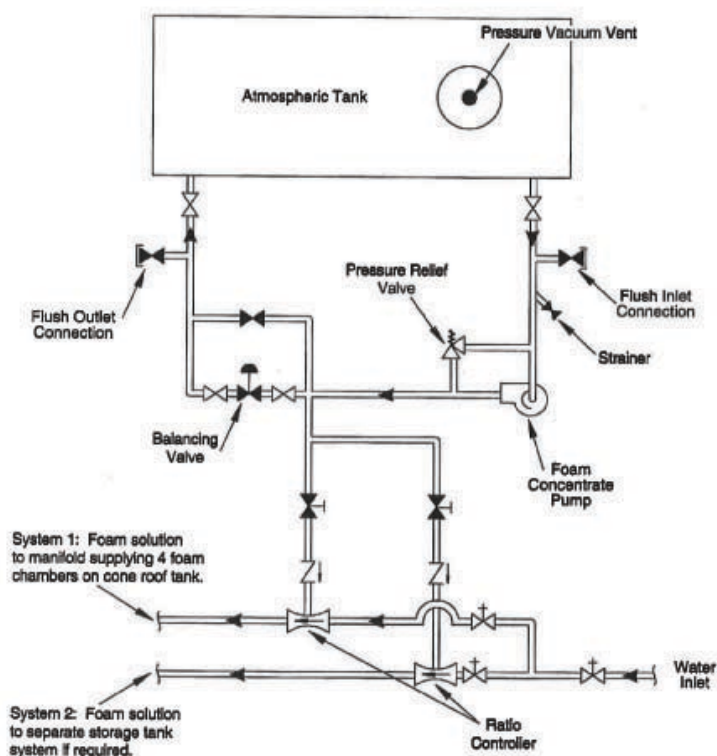 Pressure Vacuum Vent
Atmospheric Tank
Pressure Relief
Valve
Flush Outlet
Connection
Flush Inlet
Connection
Strainer
Balancing
Valve
Foam
Concentrate
Pump
System 1: Foam solution
to manifold supplying 4 foam
chambers on cone roof tank.
Water
Inlet
System 2: Foam solution
to separate storage tank
system if required.
Ratio
Controller